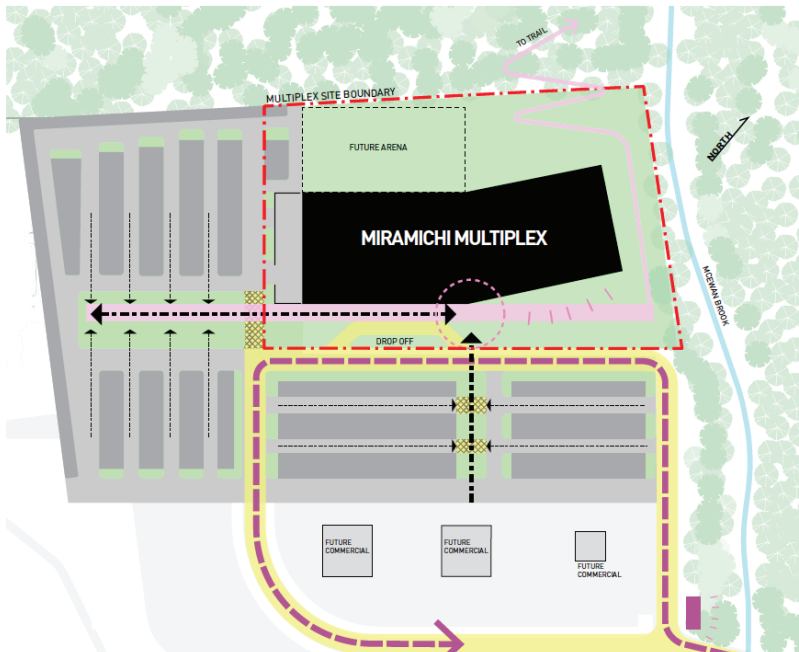 TO TRAIL
MULTIPLEX SITE BOUNDARY
FUTURE ARENA
NORTH
MIRAMICHI MULTIPLEX
MCEWAN BROOK
DROP OFF
FUTURE
COMMERCIAL
FUTURE
COMMERCIAL
FUTURE
COMMERCIAL